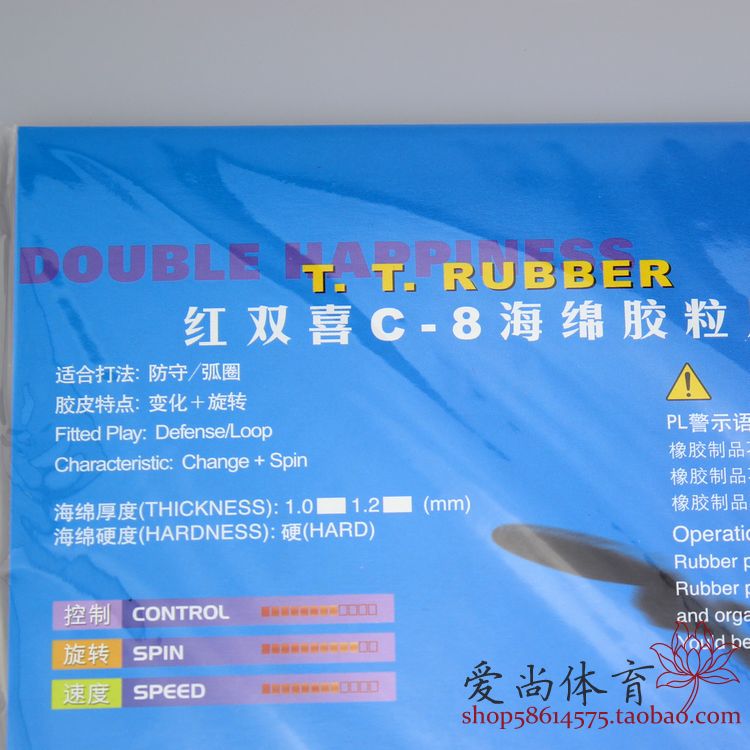 DOUBLE HAPPINESS
T. T. RUBBER
红双喜C-8海绵胶粒
适合打法: 防守/弧圈
胶皮特点: 变化+旋转
Fitted Play: Defense/Loop
Characteristic: Change + Spin
海绵厚度(THICKNESS): 1.0 1.2 (mm)
海绵硬度(HARDNESS): 硬(HARD)
控制 CONTROL
旋转 SPIN
速度 SPEED
PL警示语
橡胶制品
橡胶制品
橡胶制品
Rubber
Rubber
and
爱尚体育
shop58614575.taobao.com